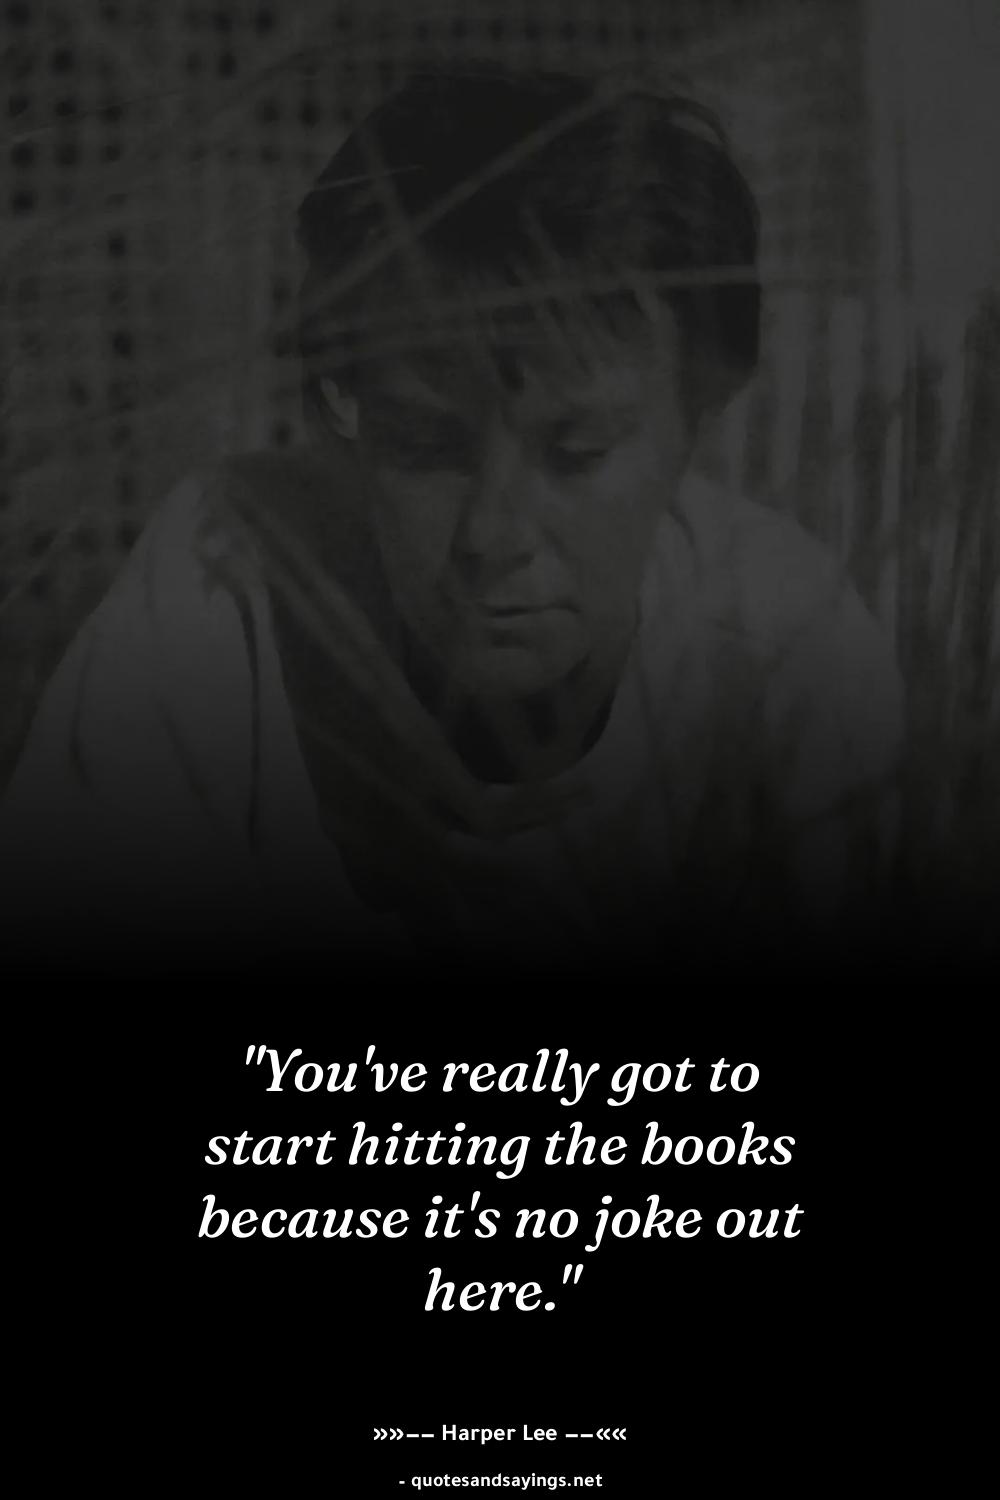 "You've really got to
start hitting the books
because it's no joke out
here."
»»–– Harper Lee ––««
- quotesandsayings.net